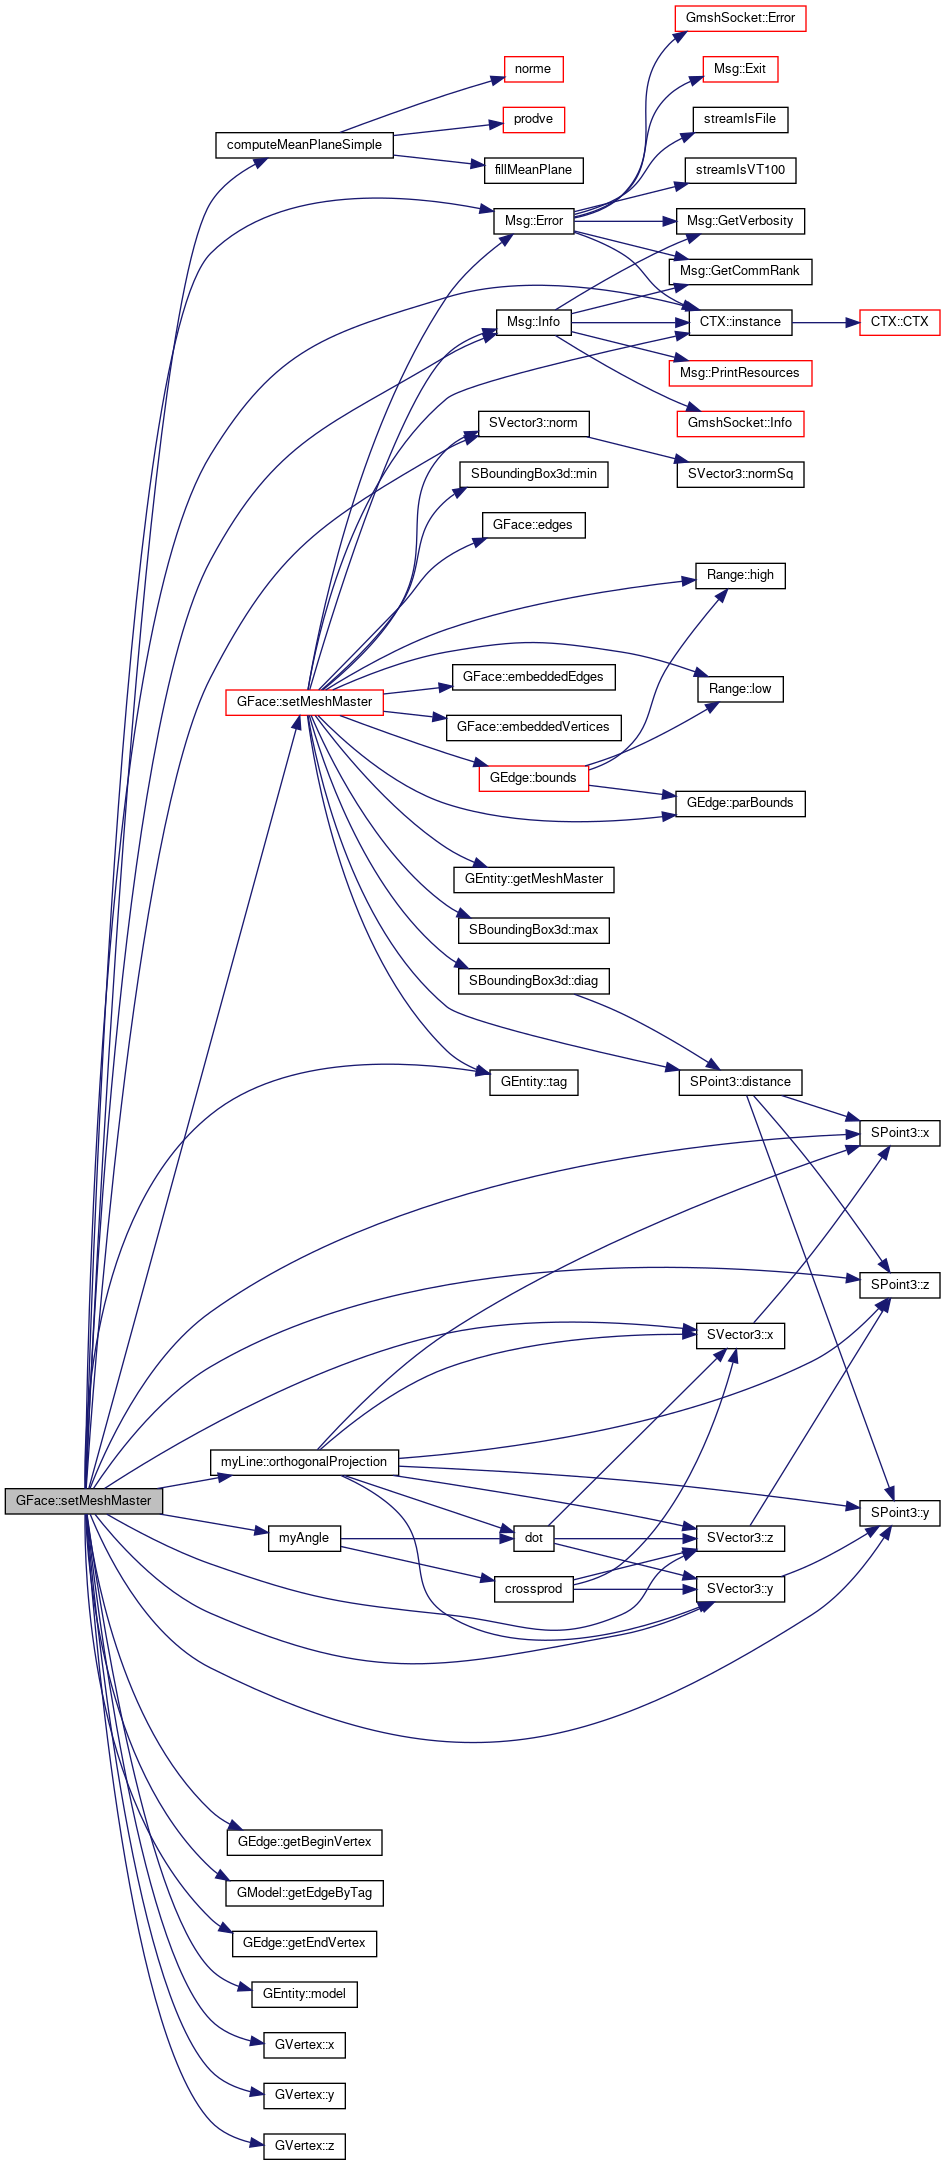 GmshSocket::Error
norme
Msg::Exit
prodve
streamIsFile
computeMeanPlaneSimple
fillMeanPlane
streamIsVT100
Msg::Error
Msg::GetVerbosity
Msg::GetCommRank
Msg::Info
CTX::instance
CTX::CTX
Msg::PrintResources
SVector3::norm
GmshSocket::Info
SBoundingBox3d::min
SVector3::normSq
GFace::edges
Range::high
GFace::embeddedEdges
Range::low
GFace::setMeshMaster
GFace::embeddedVertices
GEdge::bounds
GEdge::parBounds
GEntity::getMeshMaster
SBoundingBox3d::max
SBoundingBox3d::diag
GEntity::tag
SPoint3::distance
SPoint3::x
SPoint3::z
SVector3::x
myLine::orthogonalProjection
GFace::setMeshMaster
SPoint3::y
myAngle
dot
SVector3::z
crossprod
SVector3::y
GEdge::getBeginVertex
GModel::getEdgeByTag
GEdge::getEndVertex
GEntity::model
GVertex::x
GVertex::y
GVertex::z